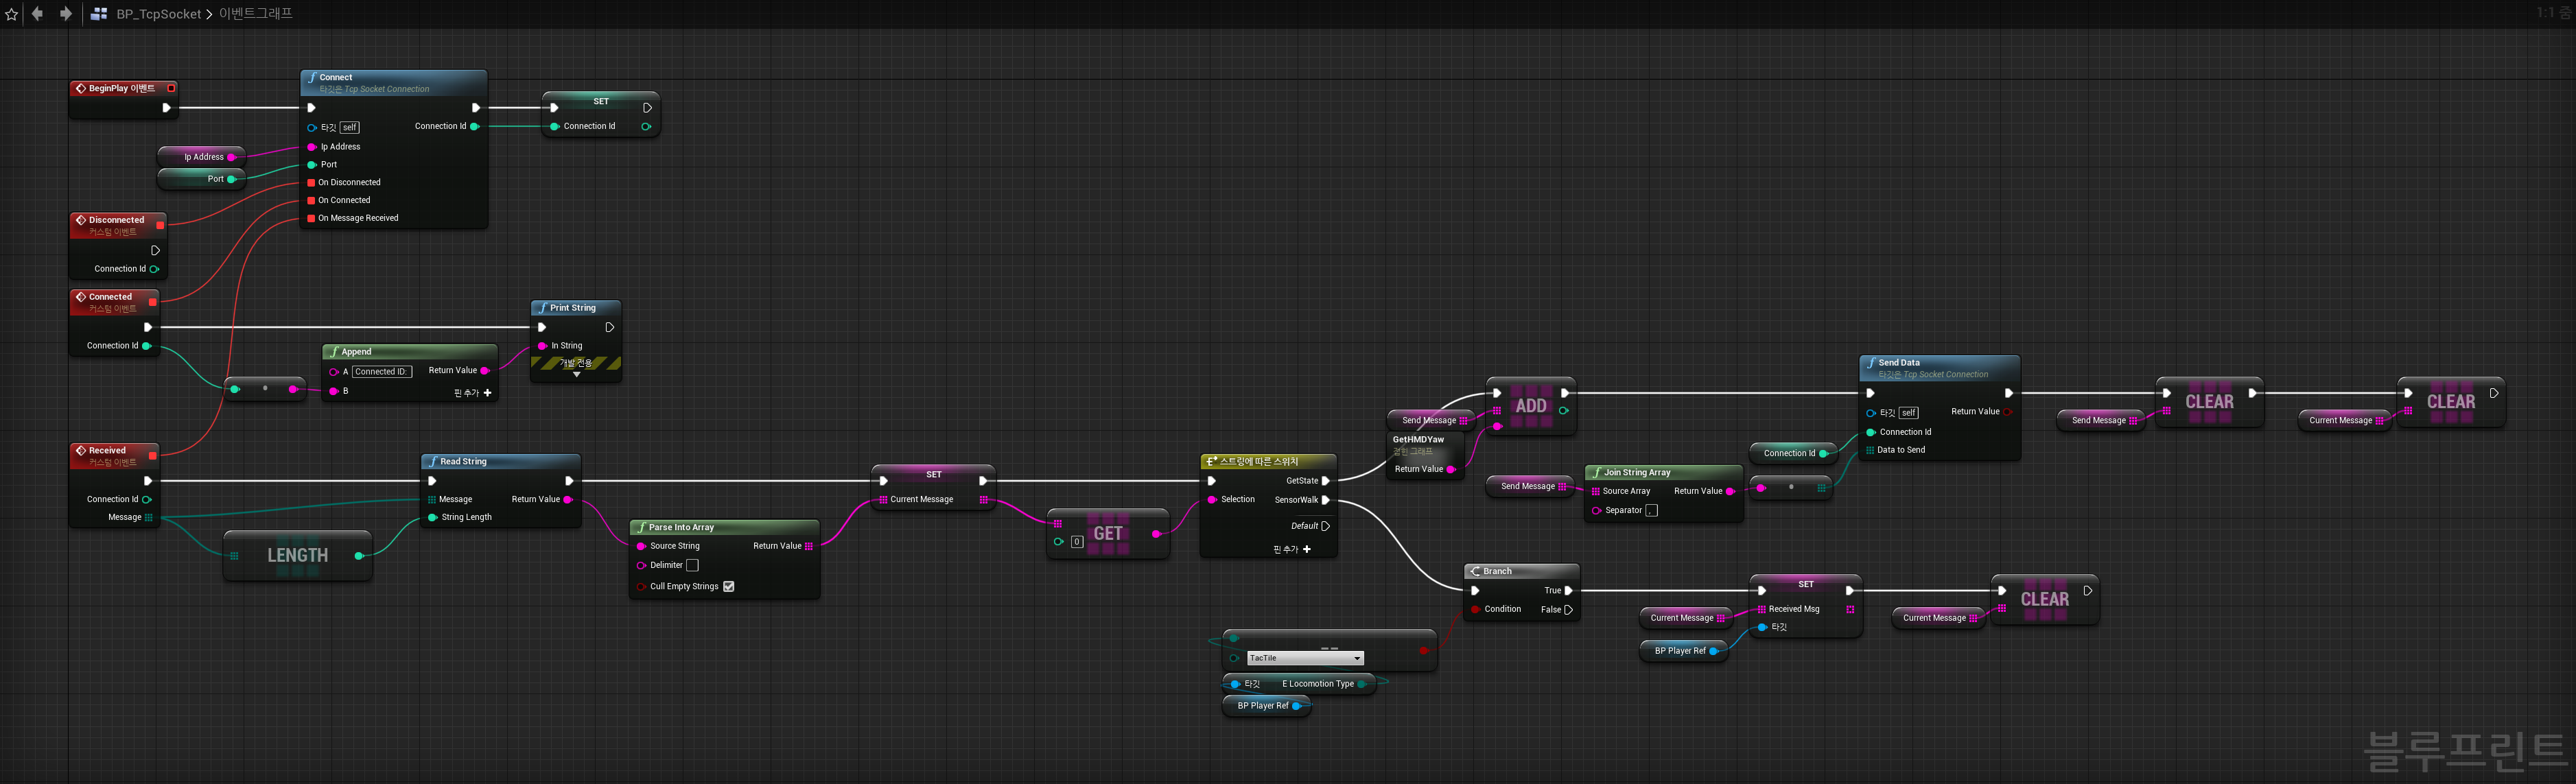 BP_TcpSocket > 이벤트그래프
1:1 줌
BeginPlay 이벤트
Connect
타깃은 Tcp Socket Connection
타깃 self
Connection Id
Ip Address
Port
On Disconnected
On Connected
On Message Received
SET
Connection Id
Ip Address
Port
Disconnected
커스텀 이벤트
Connection Id
Connected
커스텀 이벤트
Connection Id
Append
A Connected ID:
Return Value
B
핀 추가
Print String
In String
개발 전용
Received
커스텀 이벤트
Connection Id
Message
LENGTH
Read String
Message
Return Value
String Length
Parse Into Array
Source String
Return Value
Delimiter
Cull Empty Strings
SET
Current Message
0
GET
스트링에 따른 스위치
GetState
Selection
SensorWalk
Default
핀 추가
Send Message
GetHMDYaw
접힌 그래프
Return Value
ADD
Send Message
Join String Array
Source Array
Return Value
Separator ,
Connection Id
Send Data
타깃은 Tcp Socket Connection
타깃 self
Return Value
Connection Id
Data to Send
Send Message
CLEAR
Current Message
CLEAR
Branch
True
Condition
False
==
TacTile
타깃
E Locomotion Type
BP Player Ref
Current Message
BP Player Ref
SET
Received Msg
타깃
Current Message
CLEAR
블루프린트